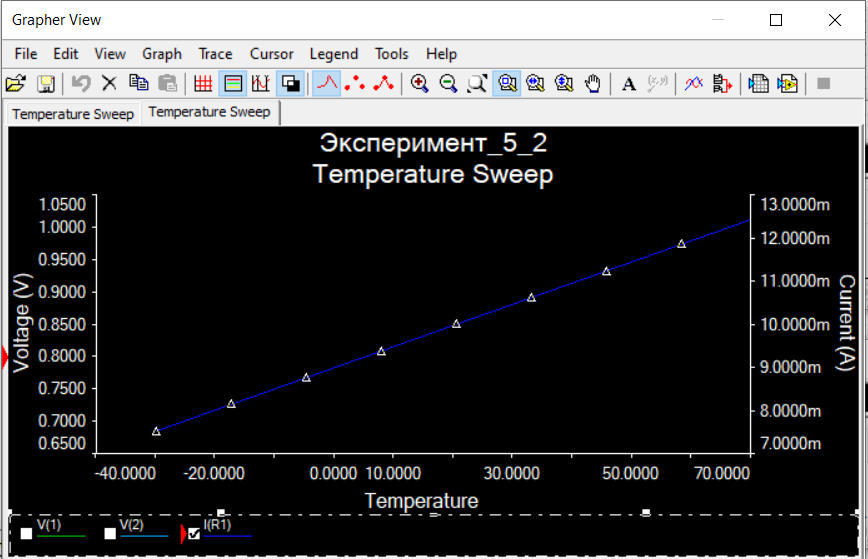 Grapher View
File Edit View Graph Trace Cursor Legend Tools Help
A (x,y)
Temperature Sweep Temperature Sweep
Эксперимент_5_2
Temperature Sweep
Voltage (V)
1.0500
1.0000
0.9500
0.9000
0.8500
0.8000
0.7500
0.7000
0.6500
13.0000m
12.0000m
11.0000m
10.0000m
9.0000m
8.0000m
7.0000m
Current (A)
-40.0000 -20.0000 0.0000 10.0000 30.0000 50.0000 70.0000
Temperature
V(1) V(2) I(R1)